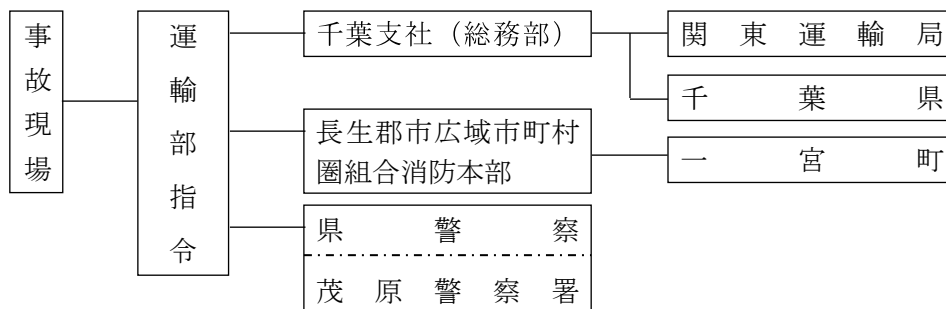 事故現場
運輸部指令
千葉支社（総務部）
関東運輸局
千葉県
長生郡市広域市町村
圏組合消防本部
一宮町
県警察
茂原警察署